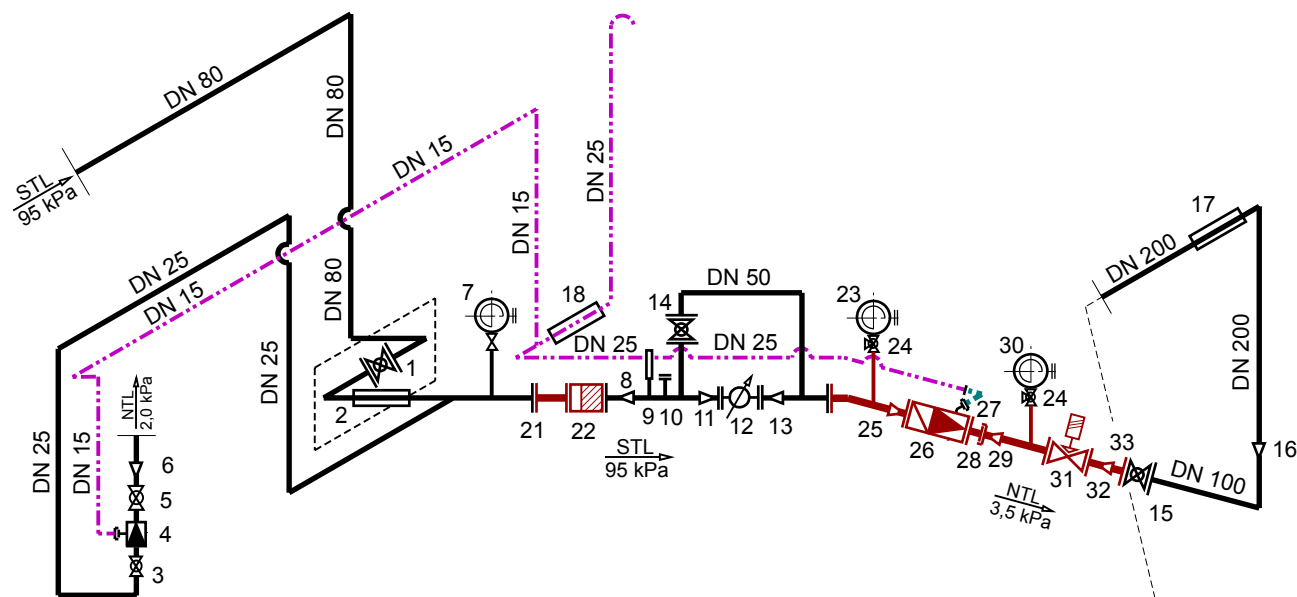 DN 80
DN 80
DN 25
STL
95 kPa
DN 15
DN 15
DN 25
DN 15
DN 80
DN 25
DN 25
DN 15
NTL
2,0 kPa
6
5
4
3
1
2
7
21
22
8
9
10
11
12
13
14
DN 50
18
DN 25
DN 25
STL
95 kPa
23
24
25
26
27
28
29
30
24
31
32
33
15
NTL
3,5 kPa
DN 100
16
DN 200
17
DN 200